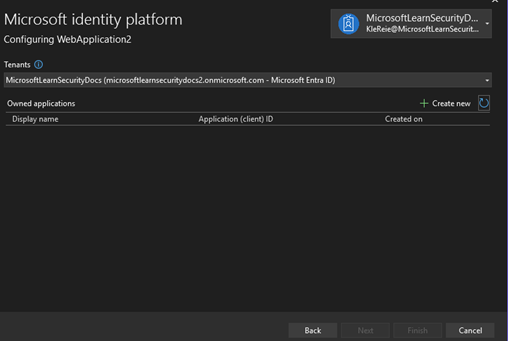 Microsoft identity platform
MicrosoftLearnSecurityD...
KleReie@MicrosoftLearnSecurit...
Configuring WebApplication2
Tenants
MicrosoftLearnSecurityDocs (microsoftlearnsecuritydocs2.onmicrosoft.com - Microsoft Entra ID)
Owned applications
Create new
Display name Application (client) ID Created on
Back Next Finish Cancel